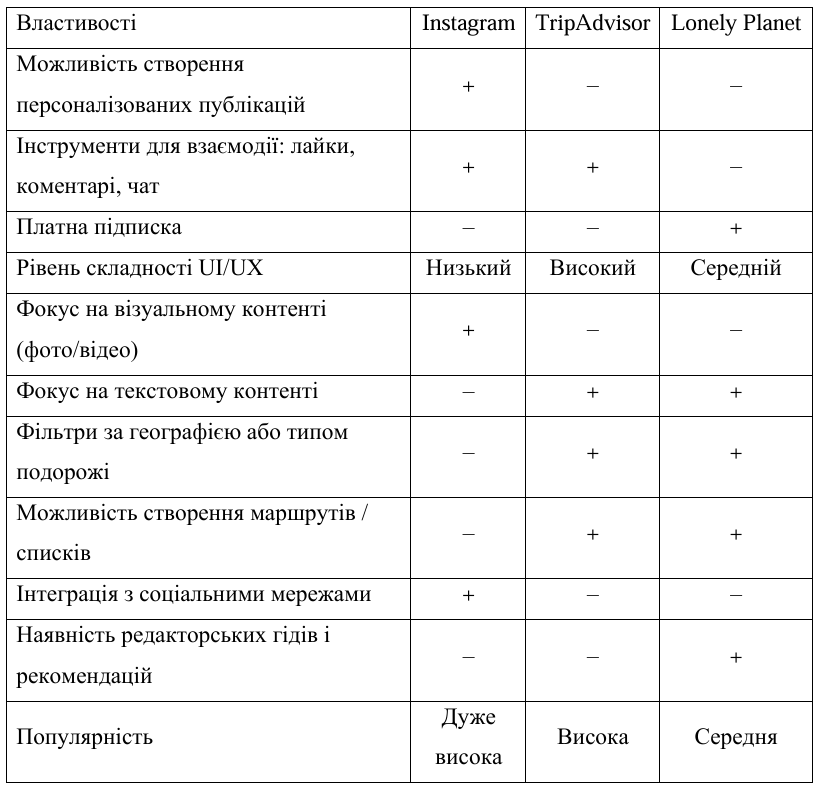 Властивості Instagram TripAdvisor Lonely Planet
Можливість створення
персоналізованих публікацій + – –
Інструменти для взаємодії: лайки,
коментарі, чат + + –
Платна підписка – – +
Рівень складності UI/UX Низький Високий Середній
Фокус на візуальному контенті
(фото/відео) + – –
Фокус на текстовому контенті – + +
Фільтри за географією або типом
подорожі – + +
Можливість створення маршрутів /
списків – + +
Інтеграція з соціальними мережами + – –
Наявність редакторських гідів і
рекомендацій – – +
Популярність Дуже
висока Висока Середня